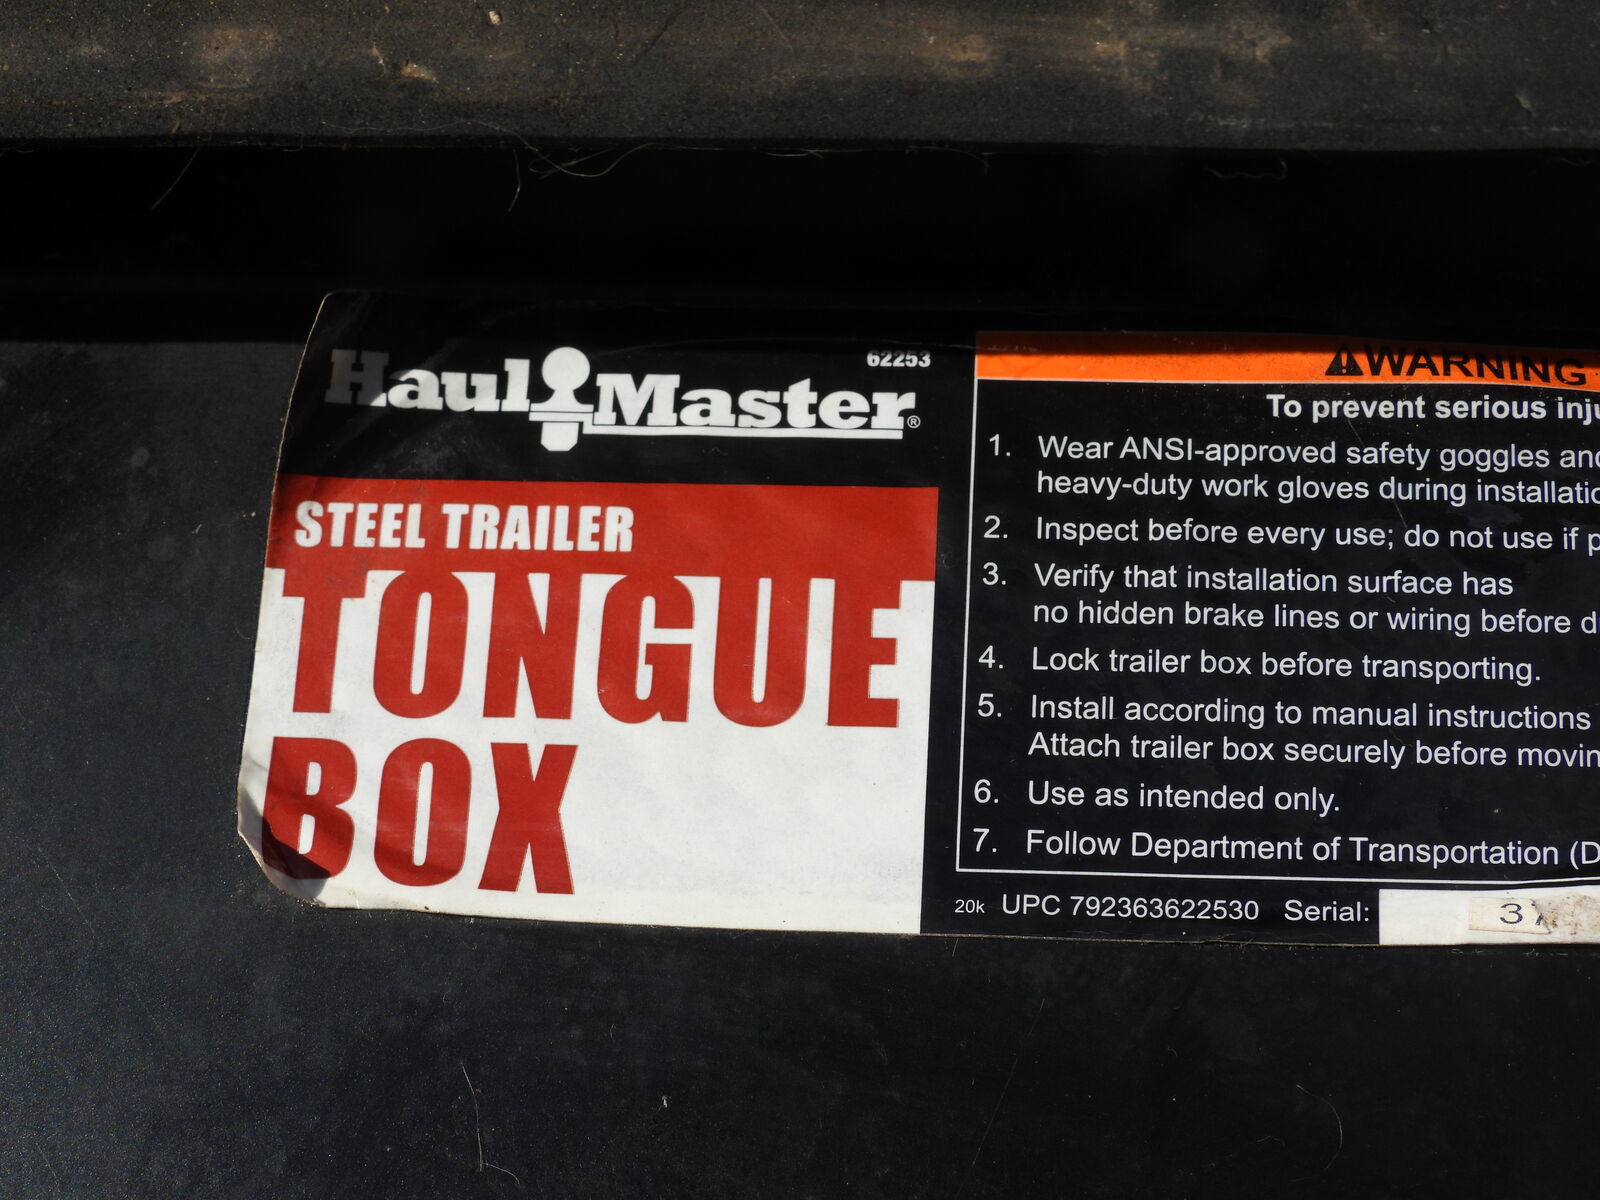 Haul Master®
62253
STEEL TRAILER
TONGUE
BOX
WARNING
To prevent serious
1. Wear ANSI-approved safety goggles
heavy-duty work gloves during
2. Inspect before every use; do not use if
3. Verify that installation surface has
no hidden brake lines or wiring before
4. Lock trailer box before transporting.
5. Install according to manual instructions
Attach trailer box securely before
6. Use as intended only.
7. Follow Department of Transportation
20k UPC 792363622530 Serial: